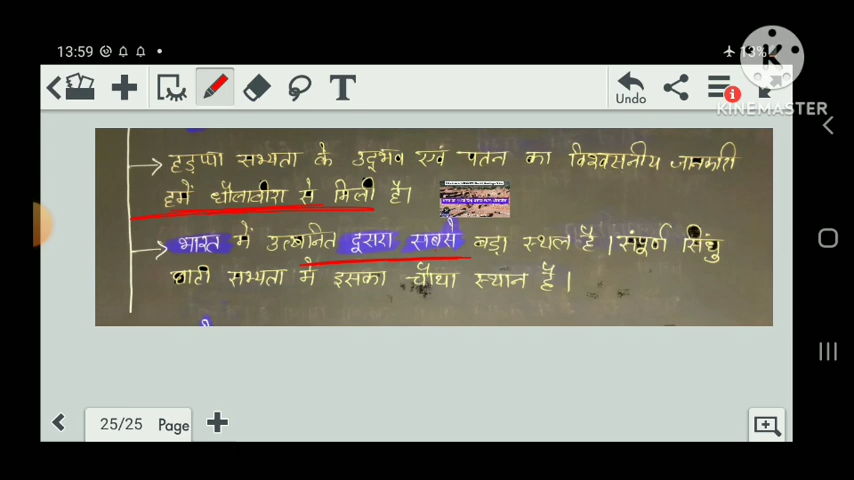 13:59
13%
Undo
KINEMASTER
हड़प्पा सभ्यता के उद्‌भव एवं पतन का विश्वसनीय जानकारी
हमें धौलावीरा से मिली है।
भारत में उत्खनित दूसरा सबसे बड़ा स्थल है। संपूर्ण सिंधु
घाटी सभ्यता में इसका चौथा स्थान है।
25/25 Page